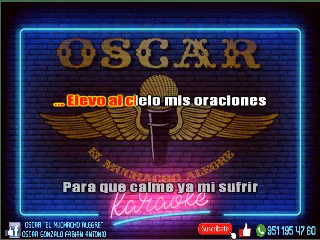 OSCAR
... Elevo al cielo mis oraciones
EL MUCHACHO ALEGRE
Para que calme ya mi sufrir
Karaoke
OSCAR "EL MUCHACHO ALEGRE"
OSCAR GONZALO FABIAN ANTONIO
Suscríbete
951 195 47 60